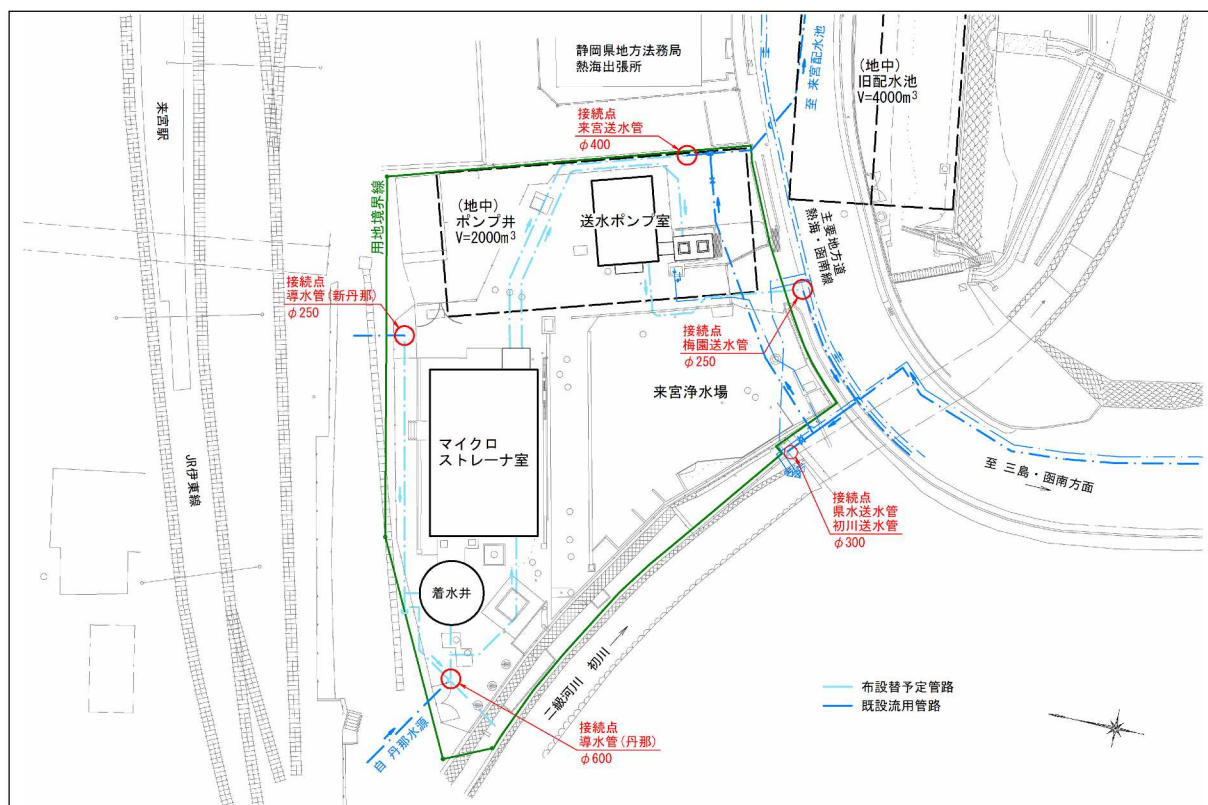 静岡県地方法務局
熱海出張所
至 来宮配水池
(地中)
旧配水池
V=4000m³
来宮駅
接続点
来宮送水管
φ400
用地境界線
(地中)
ポンプ井
V=2000m³
送水ポンプ室
主要地方道
熱海・函南線
接続点
導水管(新丹那)
φ250
接続点
梅園送水管
φ250
来宮浄水場
マイクロ
ストレーナ室
JR伊東線
至 三島・函南方面
接続点
県水送水管
初川送水管
φ300
着水井
二級河川 初川
自 丹那水源
接続点
導水管(丹那)
φ600
布設替予定管路
既設流用管路